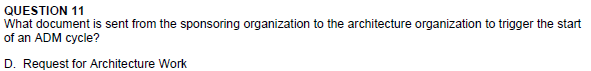 QUESTION 11
What document is sent from the sponsoring organization to the architecture organization to trigger the start
of an ADM cycle?
D. Request for Architecture Work